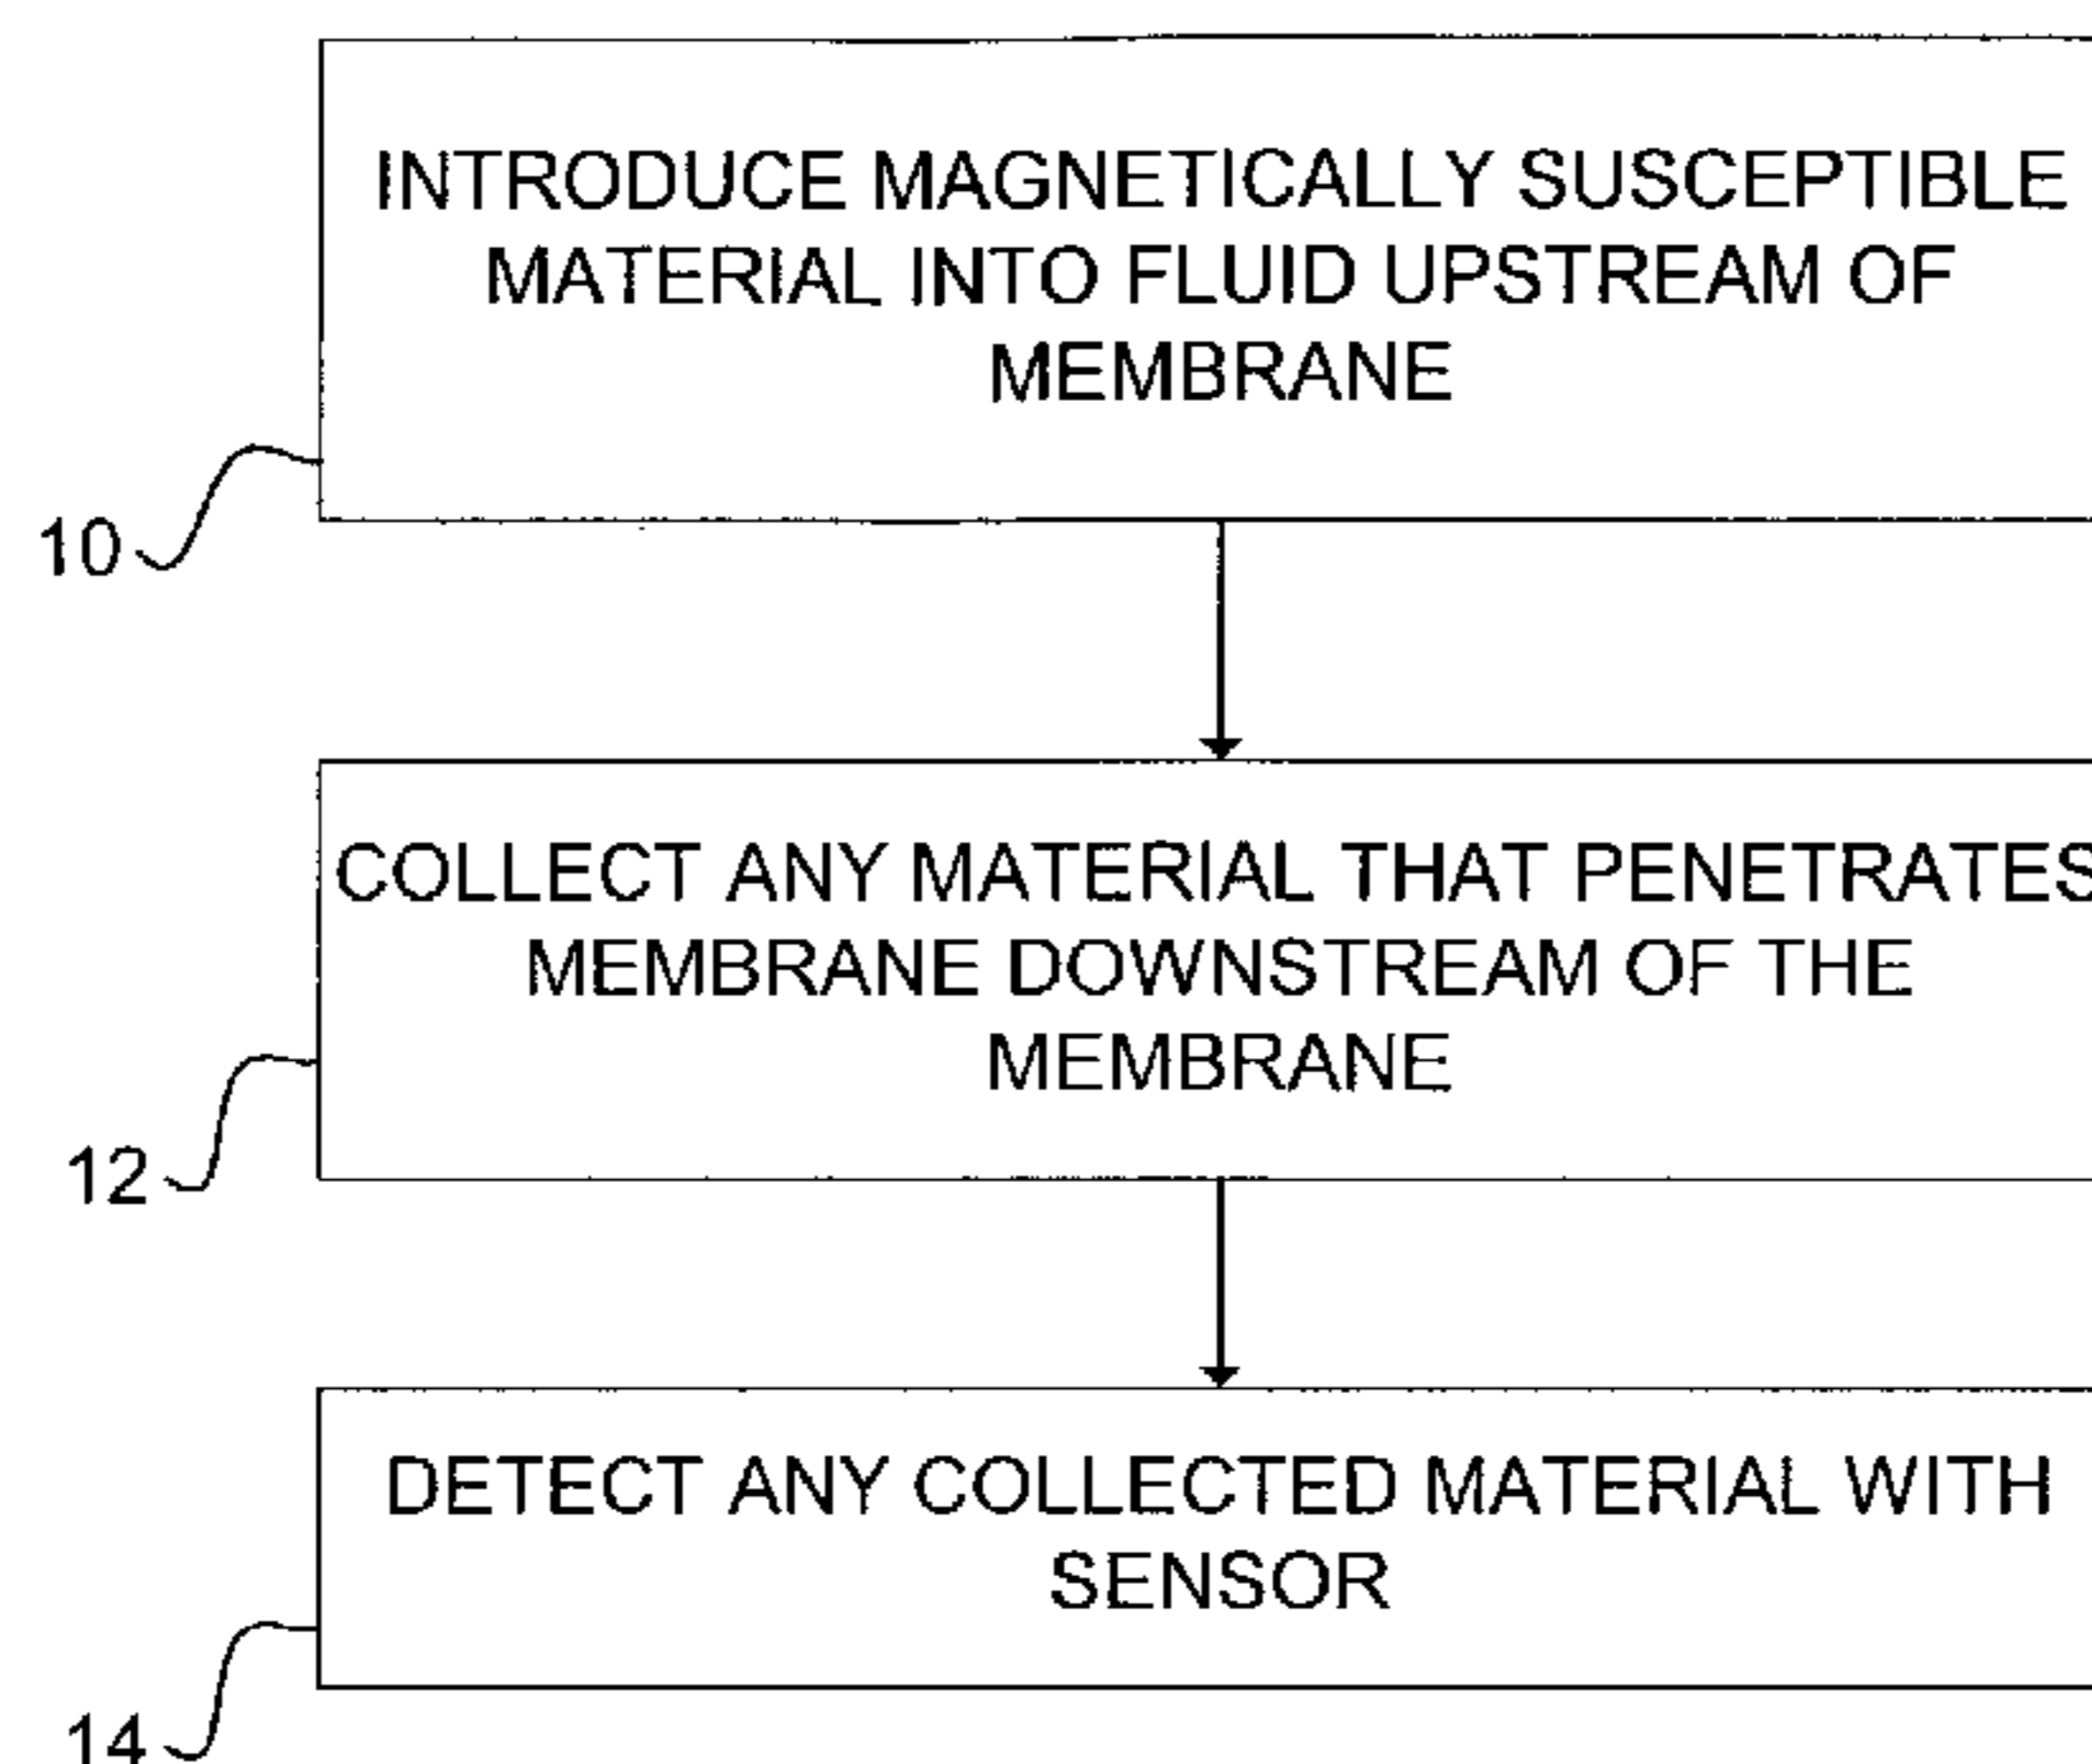 INTRODUCE MAGNETICALLY SUSCEPTIBLE
MATERIAL INTO FLUID UPSTREAM OF
MEMBRANE
10
COLLECT ANY MATERIAL THAT PENETRATES
MEMBRANE DOWNSTREAM OF THE
MEMBRANE
12
DETECT ANY COLLECTED MATERIAL WITH
SENSOR
14